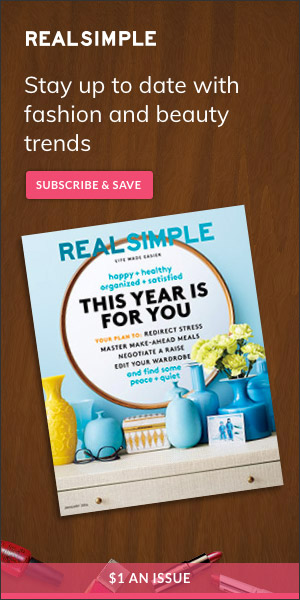 REALSIMPLE
Stay up to date with
fashion and beauty
trends
SUBSCRIBE & SAVE
REALSIMPLE
LIFE MADE EASIER
happy + healthy
organized + satisfied
THIS YEAR IS
FOR YOU
YOUR PLAN TO: REDIRECT STRESS
MASTER MAKE-AHEAD MEALS
NEGOTIATE A RAISE
EDIT YOUR WARDROBE
and find some
peace + quiet
$1 AN ISSUE